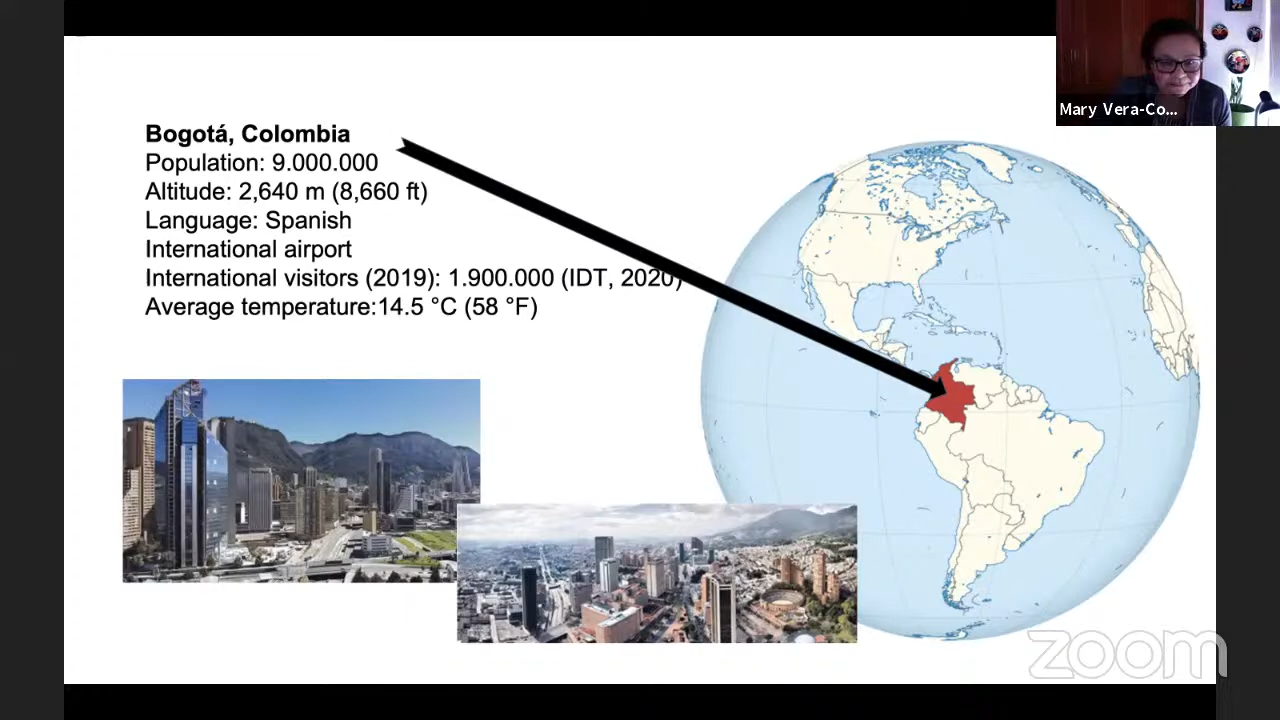 Mary Vera-Co...
Bogotá, Colombia
Population: 9.000.000
Altitude: 2,640 m (8,660 ft)
Language: Spanish
International airport
International visitors (2019): 1.900.000 (IDT, 2020)
Average temperature:14.5 °C (58 °F)
zoom